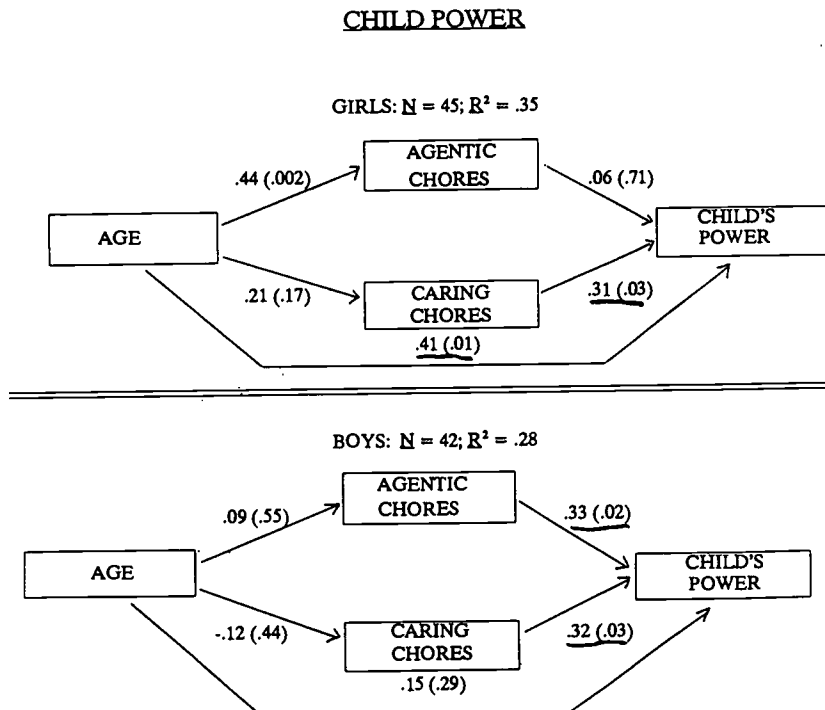 CHILD POWER
GIRLS: N = 45; R² = .35
AGENTIC
CHORES
.44 (.002)
.06 (.71)
AGE
CHILD'S
POWER
.21 (.17)
CARING
CHORES
.31 (.03)
.41 (.01)
BOYS: N = 42; R² = .28
AGENTIC
CHORES
.09 (.55)
.33 (.02)
AGE
CHILD'S
POWER
-.12 (.44)
CARING
CHORES
.32 (.03)
.15 (.29)